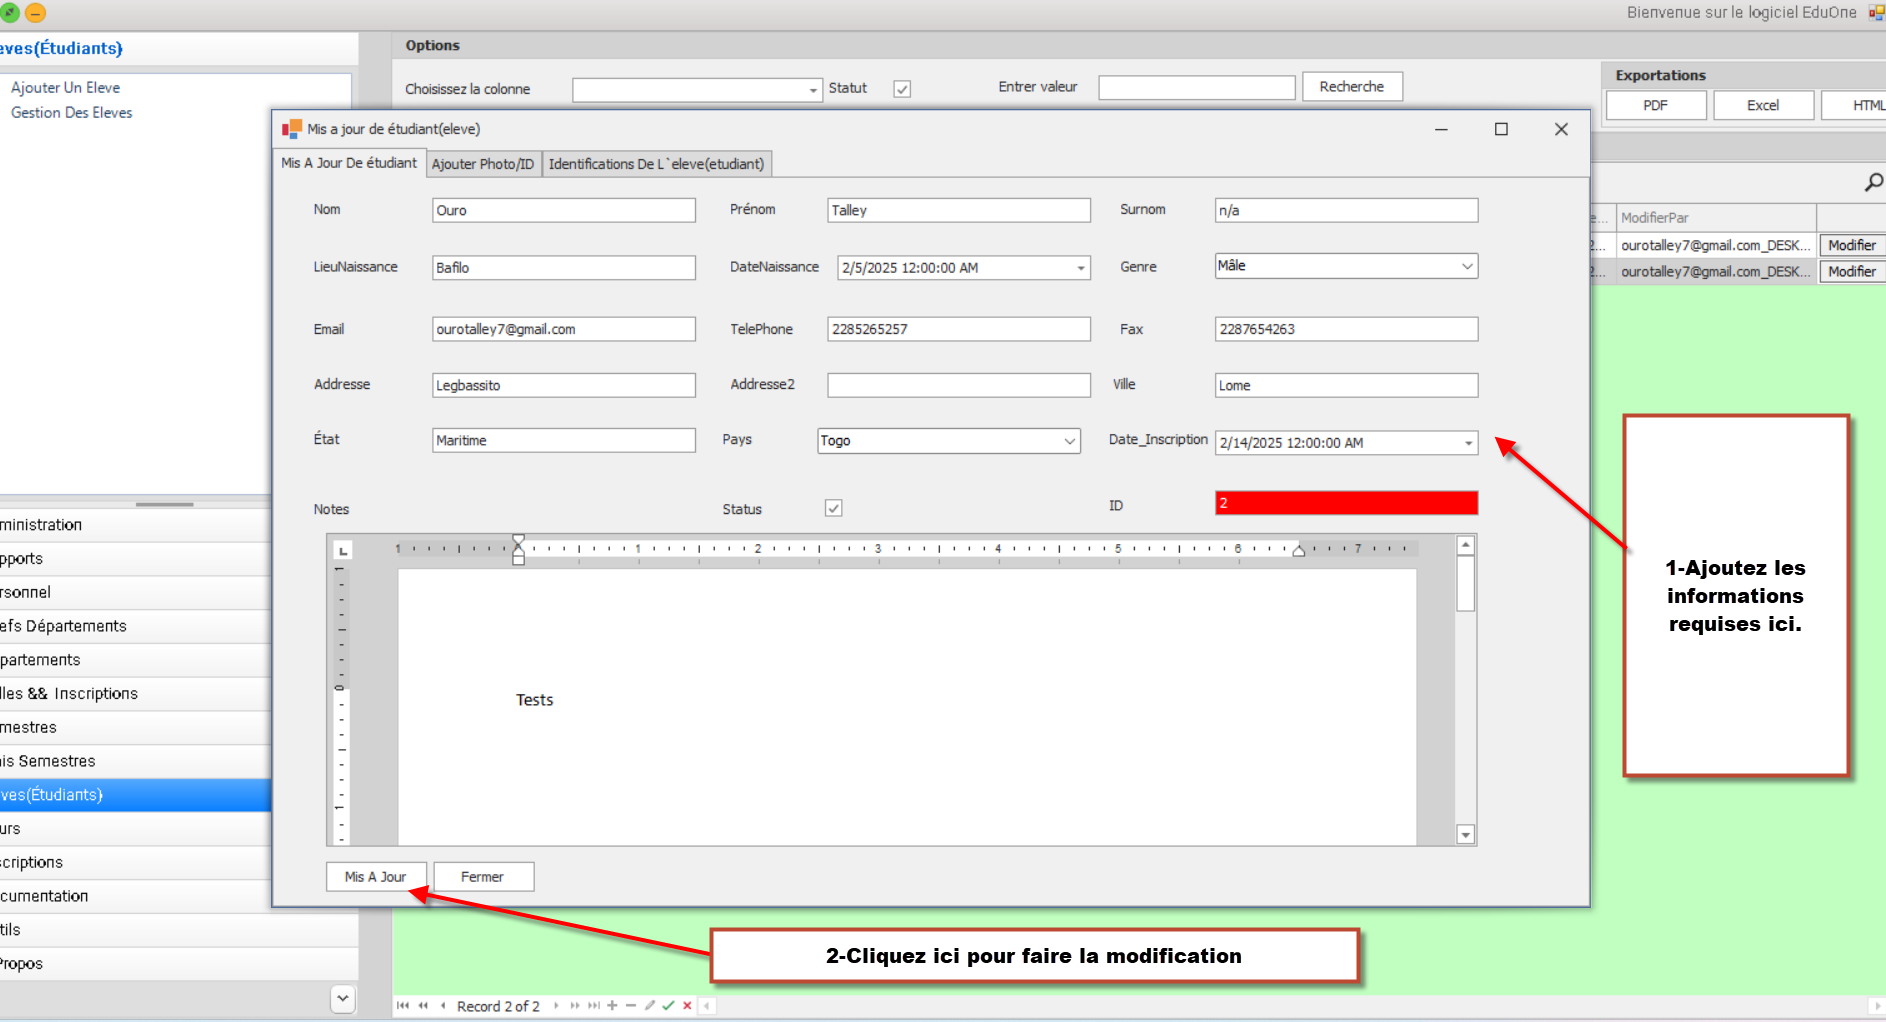 Bienvenue sur le logiciel EduOne
eves(Étudiants)
Ajouter Un Eleve
Gestion Des Eleves
Options
Choisissez la colonne
Statut
Entrer valeur
Recherche
Exportations
PDF
Excel
HTML
Mis a jour de étudiant(eleve)
Mis A Jour De étudiant
Ajouter Photo/ID
Identifications De L`eleve(etudiant)
Nom
Ouro
Prénom
Talley
Surnom
n/a
LieuNaissance
Bafilo
DateNaissance
2/5/2025 12:00:00 AM
Genre
Mâle
Email
ourotalley7@gmail.com
TelePhone
2285265257
Fax
2287654263
Addresse
Legbassito
Addresse2
Ville
Lome
État
Maritime
Pays
Togo
Date_Inscription
2/14/2025 12:00:00 AM
Notes
Status
ID
2
1 1 2 3 4 5 6 7
Tests
Mis A Jour
Fermer
e... ModifierPar
2... ourotalley7@gmail.com_DESK... Modifier
2... ourotalley7@gmail.com_DESK... Modifier
1-Ajoutez les
informations
requises ici.
2-Cliquez ici pour faire la modification
ministration
pports
rsonnel
efs Départements
partements
lles && Inscriptions
mestres
is Semestres
ves(Étudiants)
urs
criptions
cumentation
tils
Propos
Record 2 of 2